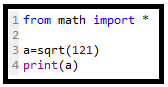 1 from math import *
2
3 a=sqrt(121)
4 print(a)